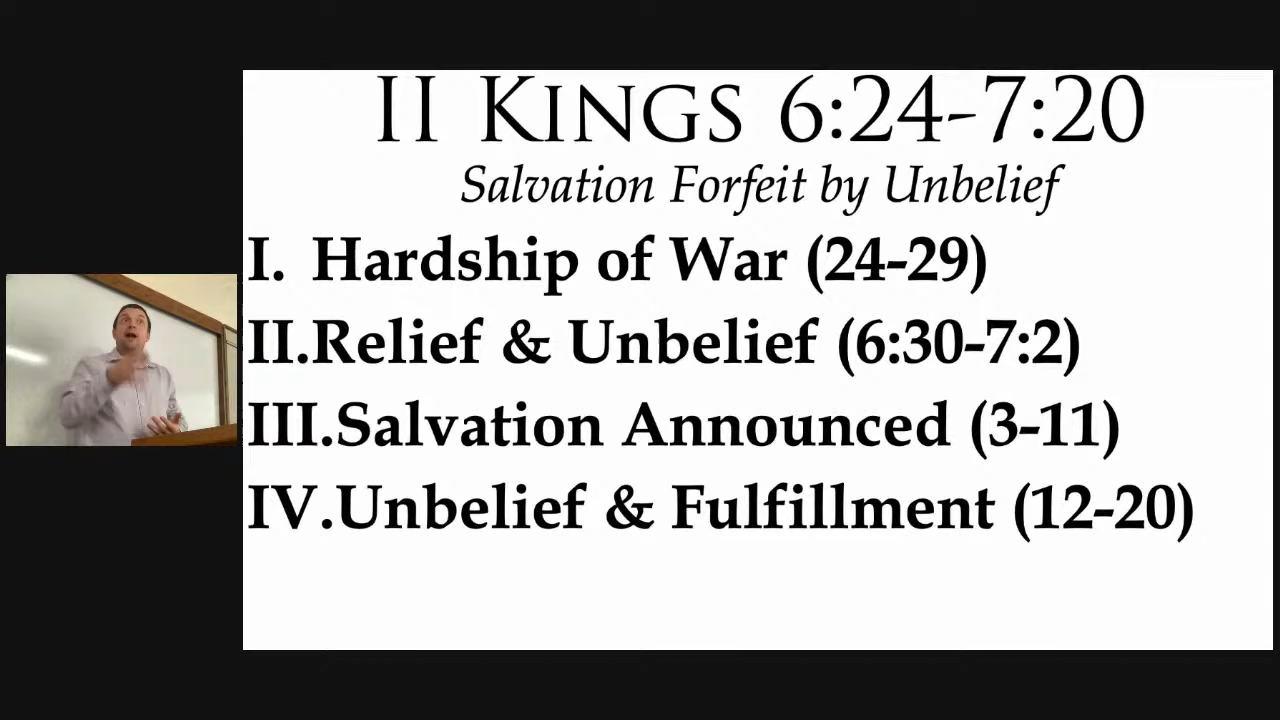 II Kings 6:24-7:20
Salvation Forfeit by Unbelief
I. Hardship of War (24-29)
II.Relief & Unbelief (6:30-7:2)
III.Salvation Announced (3-11)
IV.Unbelief & Fulfillment (12-20)